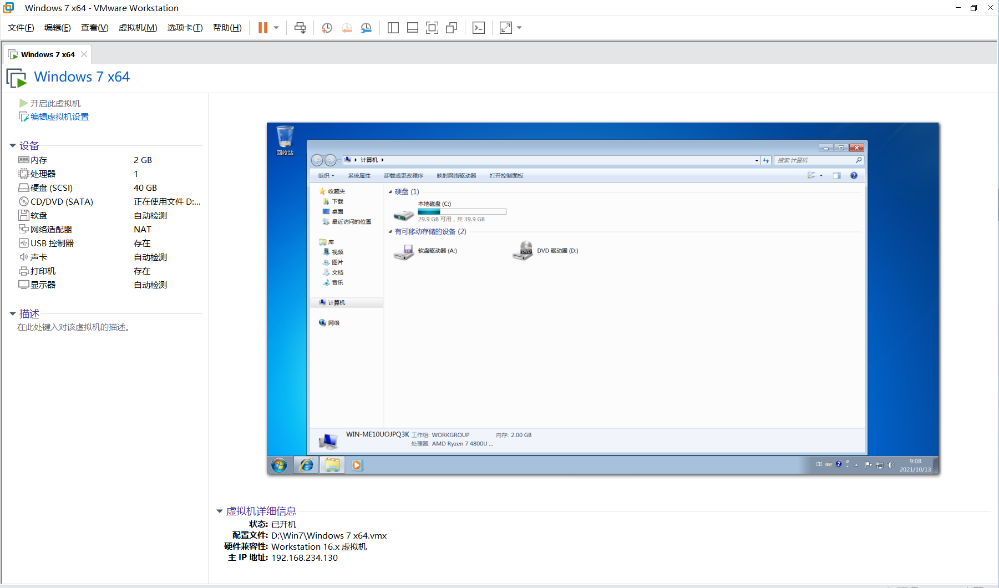 Windows 7 x64 - VMware Workstation
文件(F) 编辑(E) 查看(V) 虚拟机(M) 选项卡(T) 帮助(H)
Windows 7 x64
Windows 7 x64
开启此虚拟机
编辑虚拟机设置
设备
内存 2 GB
处理器 1
硬盘 (SCSI) 40 GB
CD/DVD (SATA) 正在使用文件 D:...
软盘 自动检测
网络适配器 NAT
USB 控制器 存在
声卡 自动检测
打印机 存在
显示器 自动检测
描述
在此处键入对该虚拟机的描述。
回收站
计算机
搜索 计算机
组织 系统属性 卸载或更改程序 映射网络驱动器 打开控制面板
收藏夹
下载
桌面
最近访问的位置
库
视频
图片
文档
音乐
计算机
网络
硬盘 (1)
本地磁盘 (C:)
29.9 GB 可用，共 39.9 GB
有可移动存储的设备 (2)
软盘驱动器 (A:)
DVD
DVD 驱动器 (D:)
WIN-ME10UOJPQ3K 工作组: WORKGROUP 内存: 2.00 GB
处理器: AMD Ryzen 7 4800U ...
CH
9:08
2021/10/13
虚拟机详细信息
状态: 已开机
配置文件: D:\Win7\Windows 7 x64.vmx
硬件兼容性: Workstation 16.x 虚拟机
主 IP 地址: 192.168.234.130